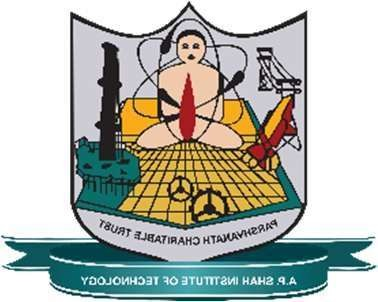 PARSHVANATH CHARITABLE TRUST
A.P. SHAH INSTITUTE OF TECHNOLOGY